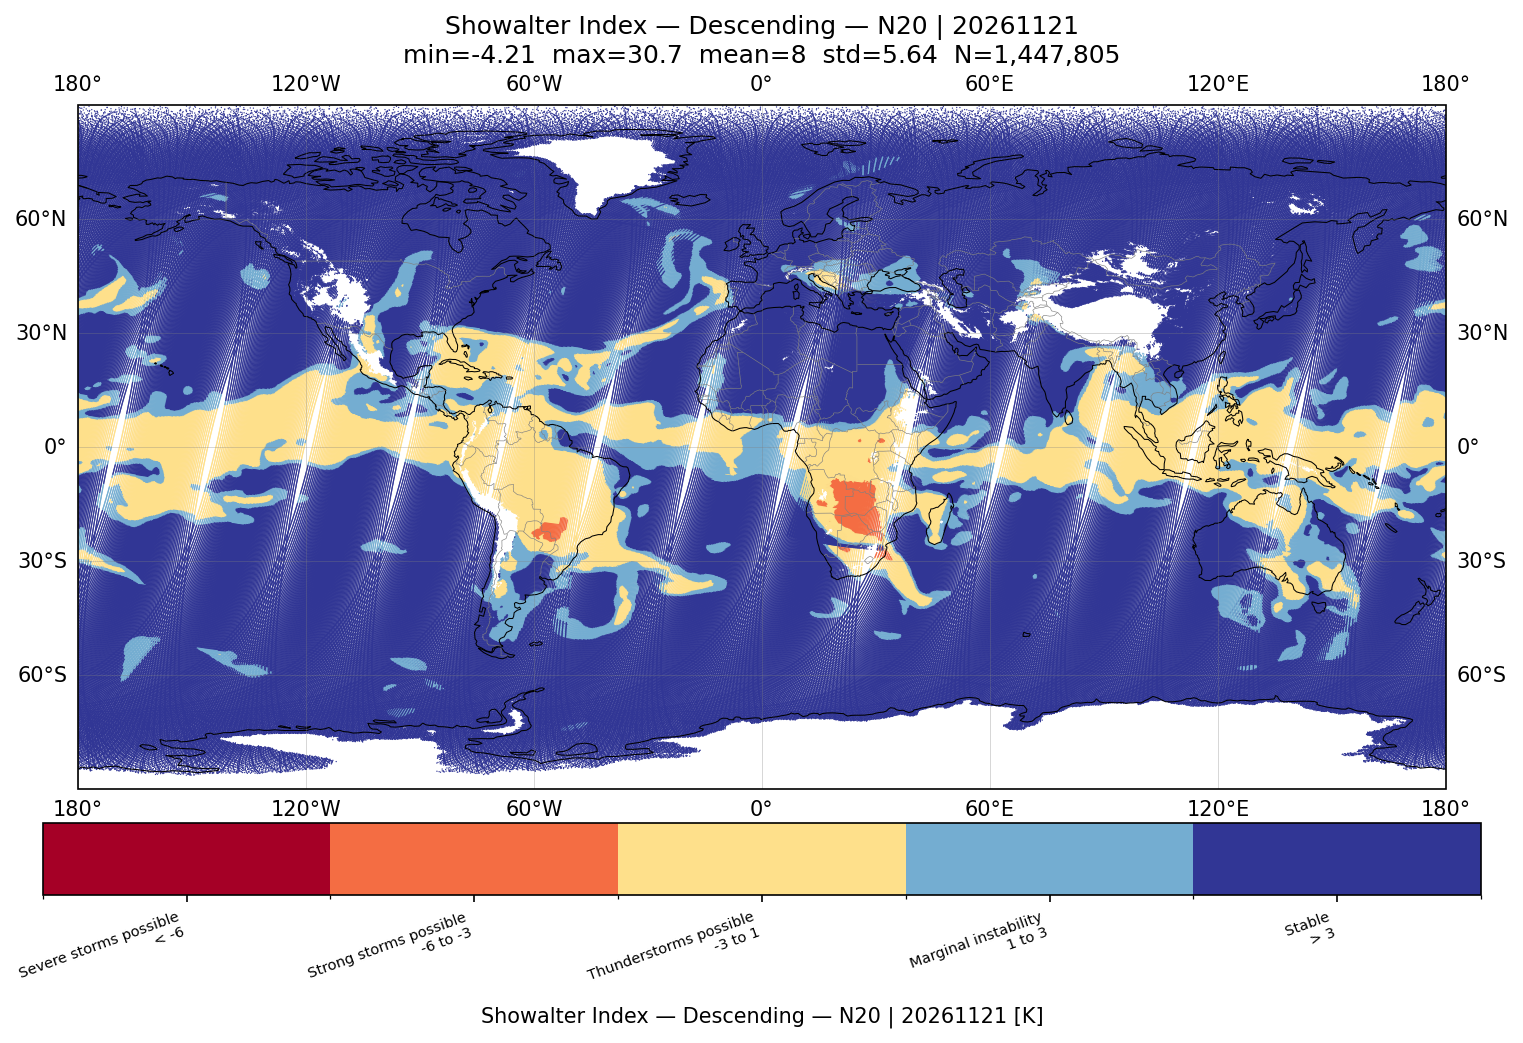 Showalter Index — Descending — N20 | 20261121
min=-4.21  max=30.7  mean=8  std=5.64  N=1,447,805
180° 120°W 60°W 0° 60°E 120°E 180°
60°N 60°N
30°N 30°N
0° 0°
30°S 30°S
60°S 60°S
180° 120°W 60°W 0° 60°E 120°E 180°
Severe storms possible
< -6
Strong storms possible
-6 to -3
Thunderstorms possible
-3 to 1
Marginal instability
1 to 3
Stable
> 3
Showalter Index — Descending — N20 | 20261121 [K]